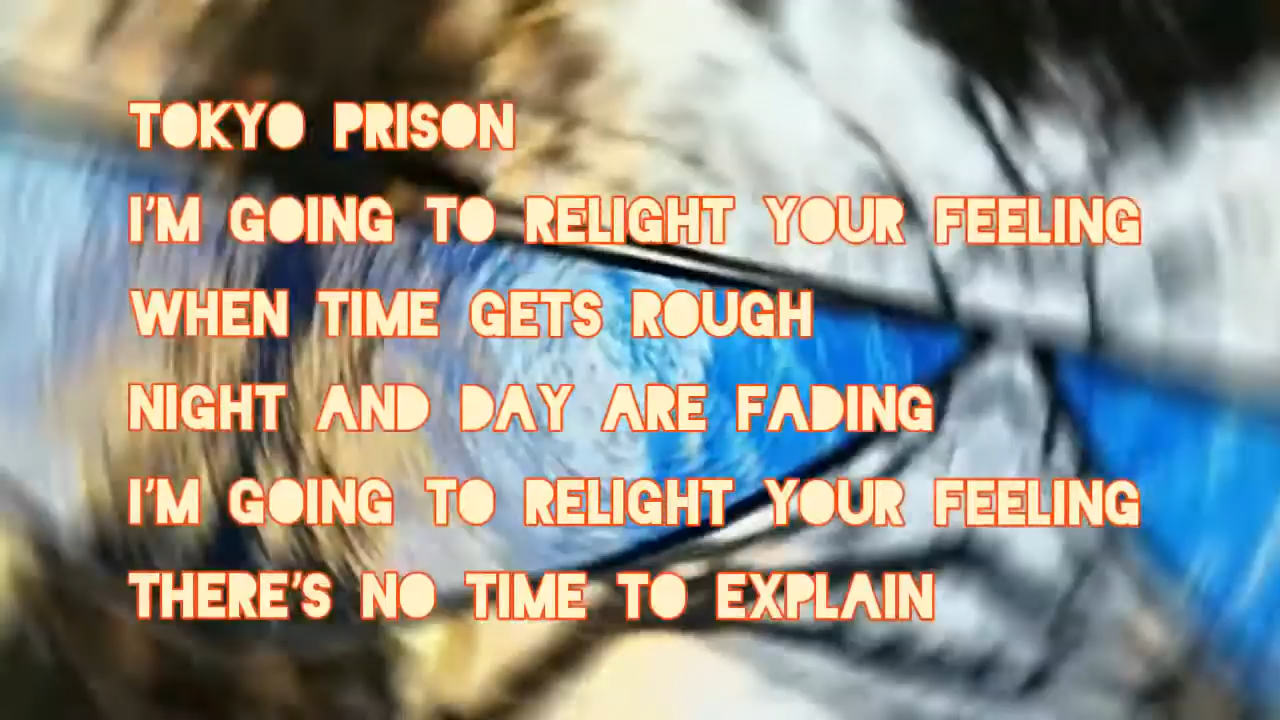 TOKYO PRISON
I'M GOING TO RELIGHT YOUR FEELING
WHEN TIME GETS ROUGH
NIGHT AND DAY ARE FADING
I'M GOING TO RELIGHT YOUR FEELING
THERE'S NO TIME TO EXPLAIN